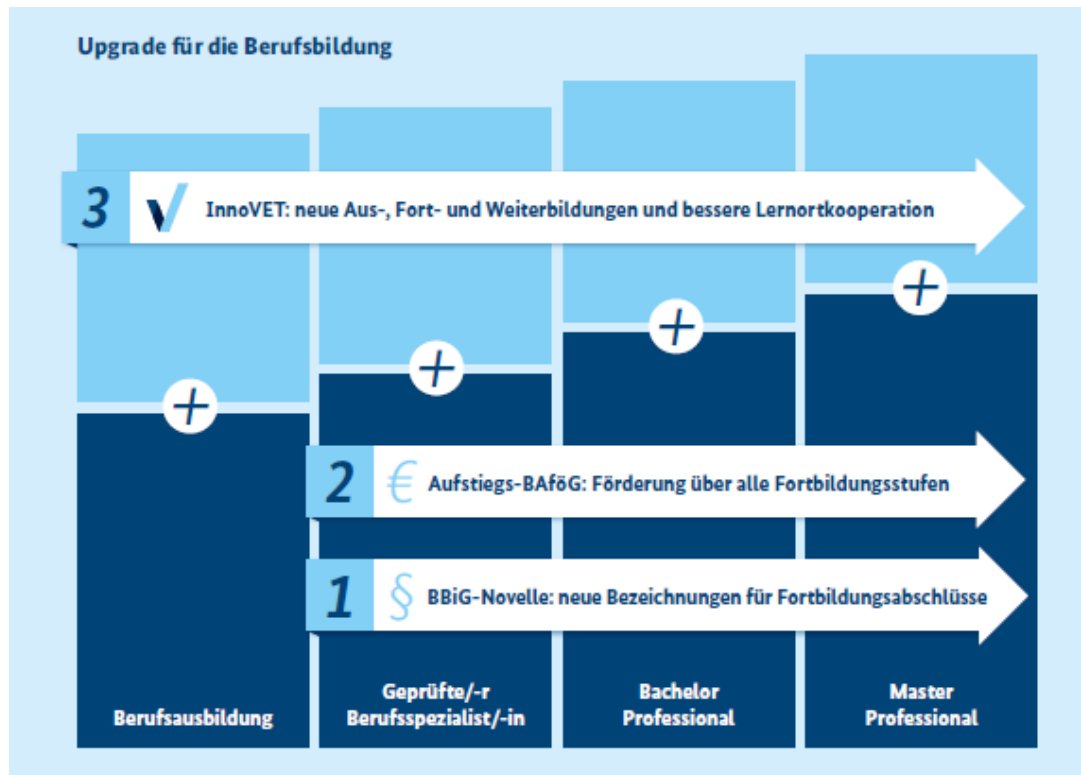 Upgrade für die Berufsbildung
3 InnoVET: neue Aus-, Fort- und Weiterbildungen und bessere Lernortkooperation
+
+
+
+
2 € Aufstiegs-BAföG: Förderung über alle Fortbildungsstufen
1 § BBiG-Novelle: neue Bezeichnungen für Fortbildungsabschlüsse
Berufsausbildung
Geprüfte/-r
Berufsspezialist/-in
Bachelor
Professional
Master
Professional